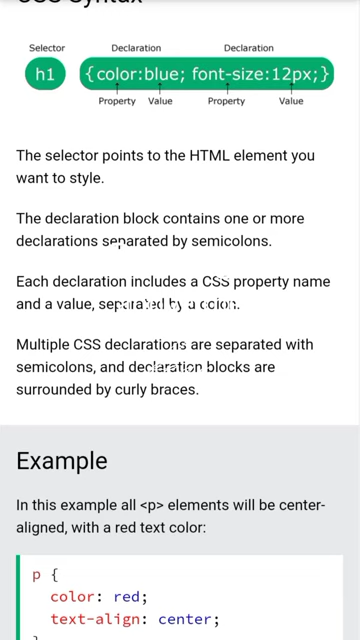 CSS Syntax
Selector Declaration Declaration
h1 {color:blue; font-size:12px;}
Property Value Property Value
The selector points to the HTML element you
want to style.
The declaration block contains one or more
declarations separated by semicolons.
Each declaration includes a CSS property name
and a value, separated by a colon.
Multiple CSS declarations are separated with
semicolons, and declaration blocks are
surrounded by curly braces.
Example
In this example all <p> elements will be center-
aligned, with a red text color:
p {
color: red;
text-align: center;
}